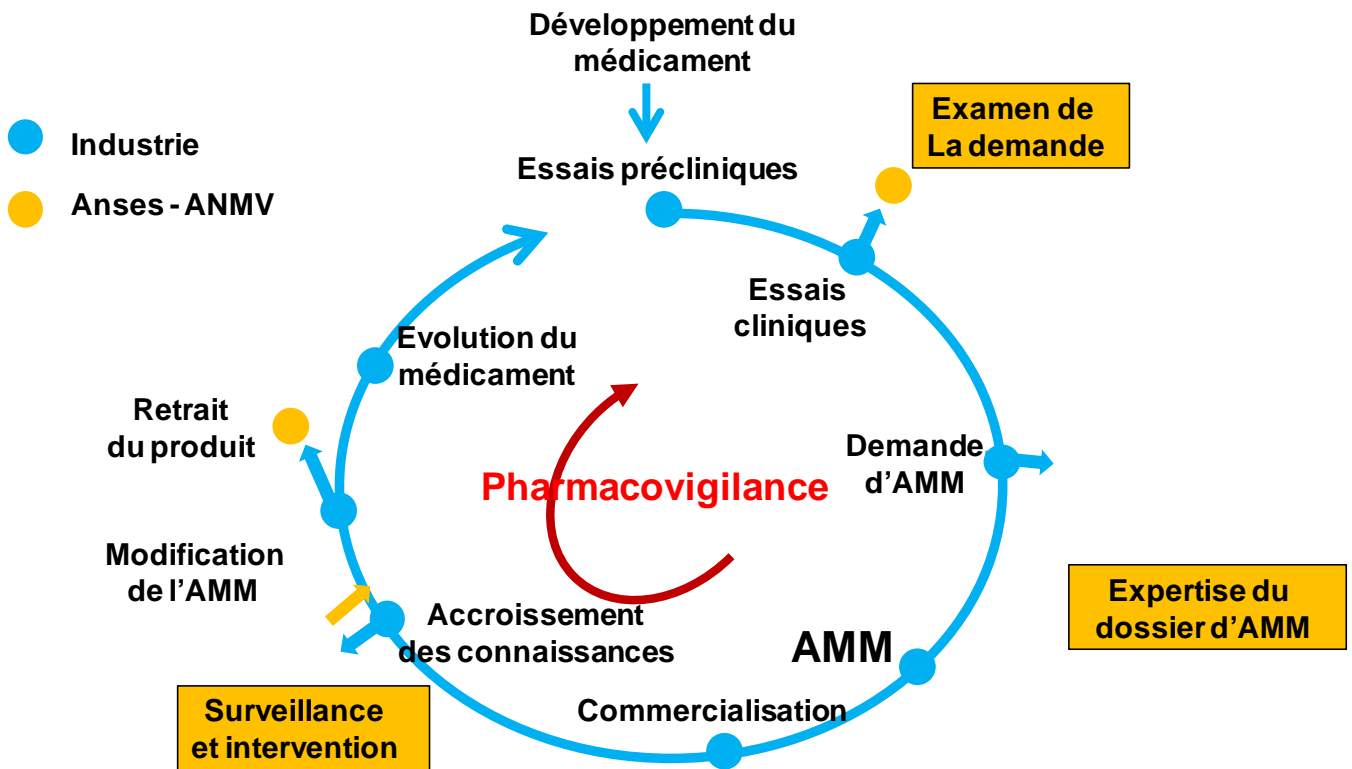 Développement du
médicament
Industrie
Anses - ANMV
Examen de
La demande
Essais précliniques
Essais
cliniques
Evolution du
médicament
Retrait
du produit
Demande
d’AMM
Pharmacovigilance
Modification
de l’AMM
Accroissement
des connaissances
AMM
Expertise du
dossier d’AMM
Commercialisation
Surveillance
et intervention